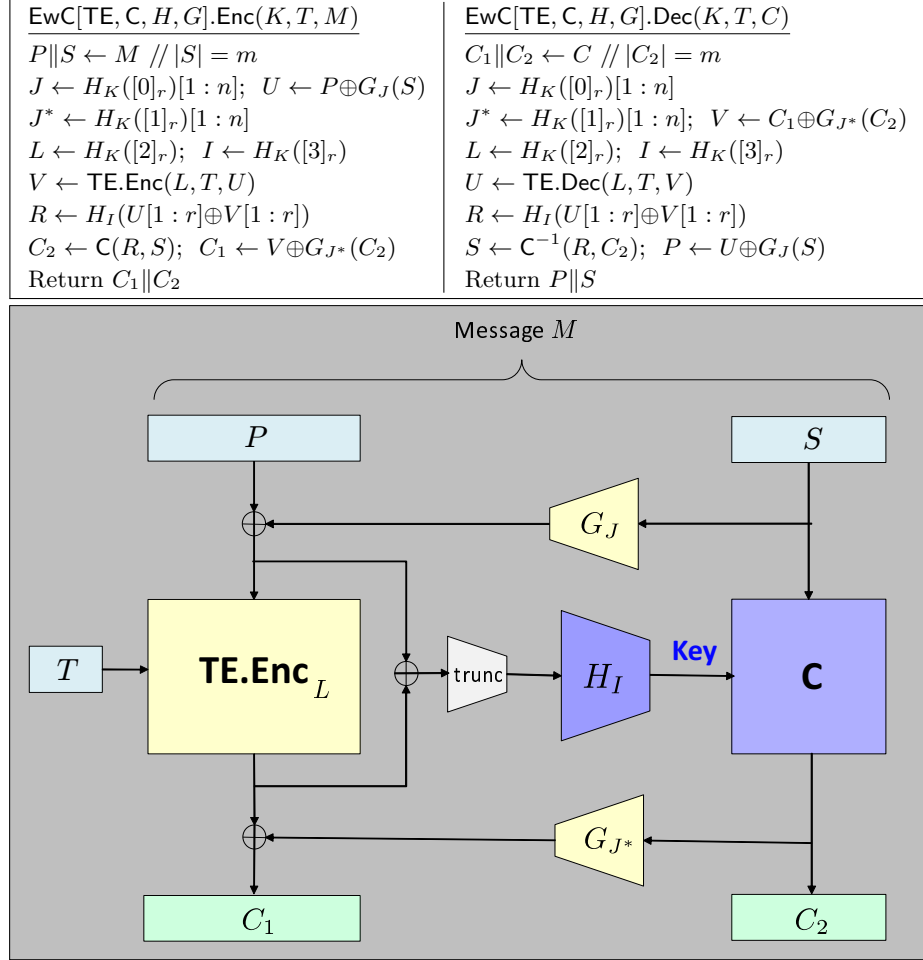 EwC[TE, C, H, G].Enc(K, T, M)
P∥S ← M // |S| = m
J ← H_K([0]_r)[1 : n]; U ← P⊕G_J(S)
J* ← H_K([1]_r)[1 : n]
L ← H_K([2]_r); I ← H_K([3]_r)
V ← TE.Enc(L, T, U)
R ← H_I(U[1 : r]⊕V[1 : r])
C_2 ← C(R, S); C_1 ← V⊕G_{J*}(C_2)
Return C_1∥C_2
EwC[TE, C, H, G].Dec(K, T, C)
C_1∥C_2 ← C // |C_2| = m
J ← H_K([0]_r)[1 : n]
J* ← H_K([1]_r)[1 : n]; V ← C_1⊕G_{J*}(C_2)
L ← H_K([2]_r); I ← H_K([3]_r)
U ← TE.Dec(L, T, V)
R ← H_I(U[1 : r]⊕V[1 : r])
S ← C^{-1}(R, C_2); P ← U⊕G_J(S)
Return P∥S
Message M
P
S
G_J
T
TE.Enc_L
trunc
H_I
Key
C
G_{J*}
C_1
C_2